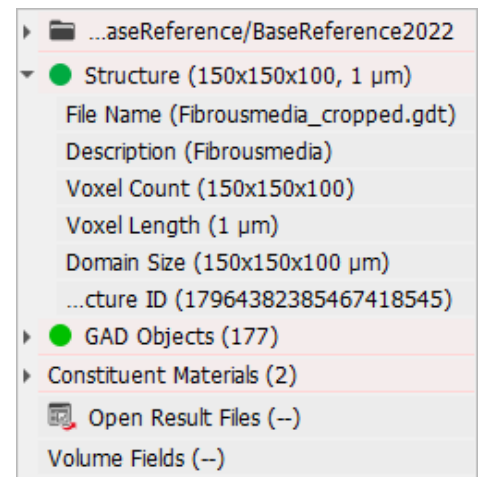 ...aseReference/BaseReference2022
Structure (150x150x100, 1 µm)
File Name (Fibrousmedia_cropped.gdt)
Description (Fibrousmedia)
Voxel Count (150x150x100)
Voxel Length (1 µm)
Domain Size (150x150x100 µm)
...cture ID (17964382385467418545)
GAD Objects (177)
Constituent Materials (2)
Open Result Files (--)
Volume Fields (--)